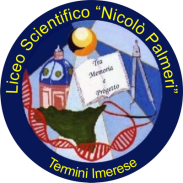 Liceo Scientifico “Nicolò Palmeri”
Tra
Memoria
e
Progetto
Termini Imerese